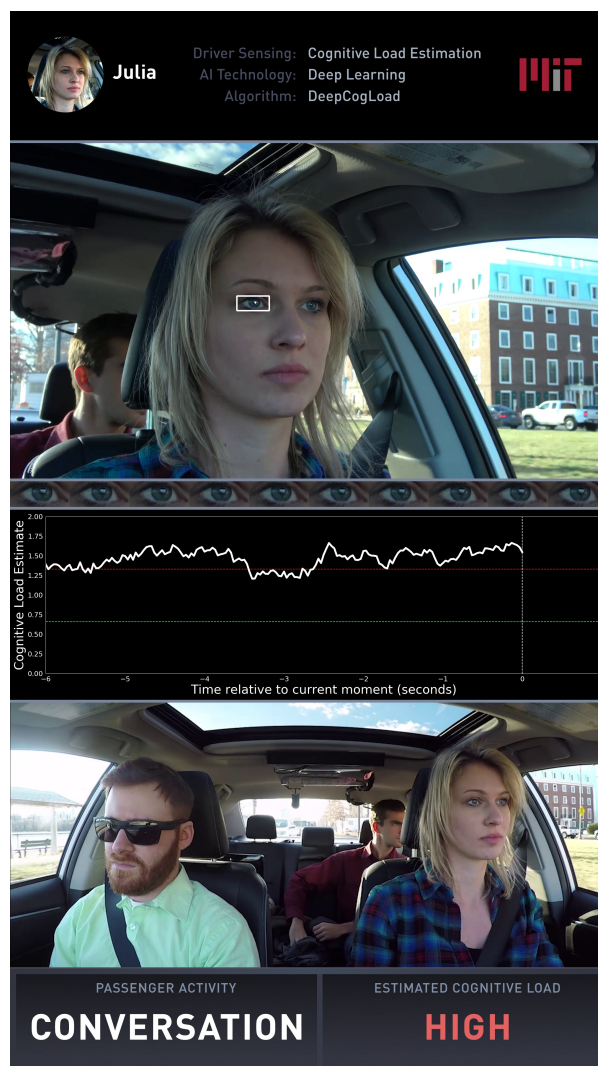 Julia
Driver Sensing: Cognitive Load Estimation
AI Technology: Deep Learning
Algorithm: DeepCogLoad
MIT
Cognitive Load Estimate
2.00
1.75
1.50
1.25
1.00
0.75
0.50
0.25
0.00
−6 −5 −4 −3 −2 −1 0
Time relative to current moment (seconds)
PASSENGER ACTIVITY
CONVERSATION
ESTIMATED COGNITIVE LOAD
HIGH